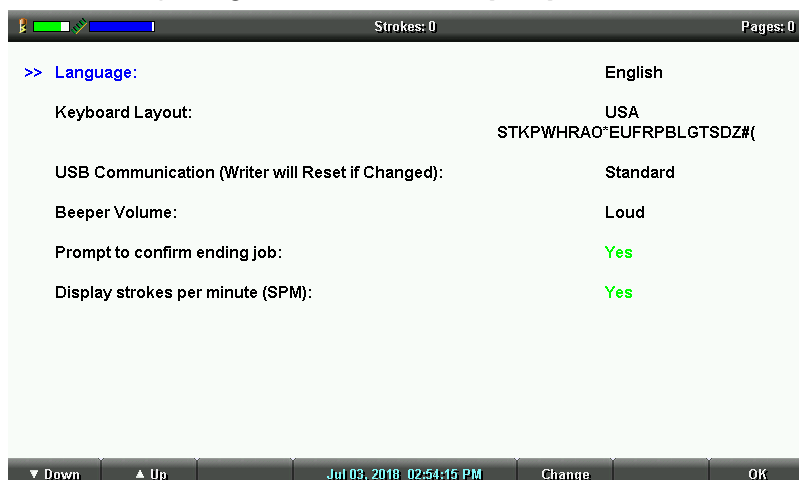 Strokes: 0 Pages: 0
>> Language: English
Keyboard Layout: USA
STKPWHRAO*EUFRPBLGTSDZ#(
USB Communication (Writer will Reset if Changed): Standard
Beeper Volume: Loud
Prompt to confirm ending job: Yes
Display strokes per minute (SPM): Yes
▼ Down ▲ Up Jul 03, 2018 02:54:15 PM Change OK